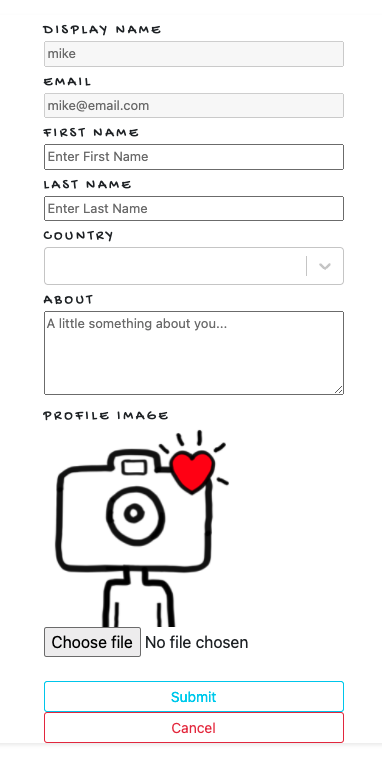 DISPLAY NAME
mike
EMAIL
mike@email.com
FIRST NAME
Enter First Name
LAST NAME
Enter Last Name
COUNTRY
ABOUT
A little something about you...
PROFILE IMAGE
Choose file No file chosen
Submit
Cancel